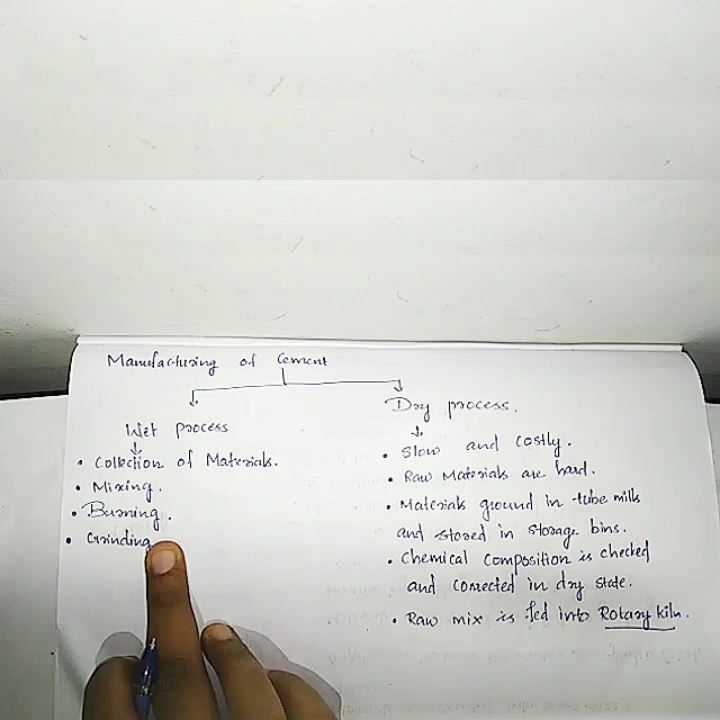 Manufacturing of Cement
Wet process
• Collection of Materials.
• Mixing.
• Burning.
• Grinding
Dry process.
• Slow and costly.
• Raw Materials are hard.
• Materials ground in tube mills
and stored in storage bins.
• Chemical composition is checked
and corrected in dry state.
• Raw mix is fed into Rotary kiln.